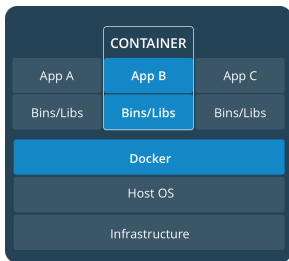 CONTAINER
App A App B App C
Bins/Libs Bins/Libs Bins/Libs
Docker
Host OS
Infrastructure